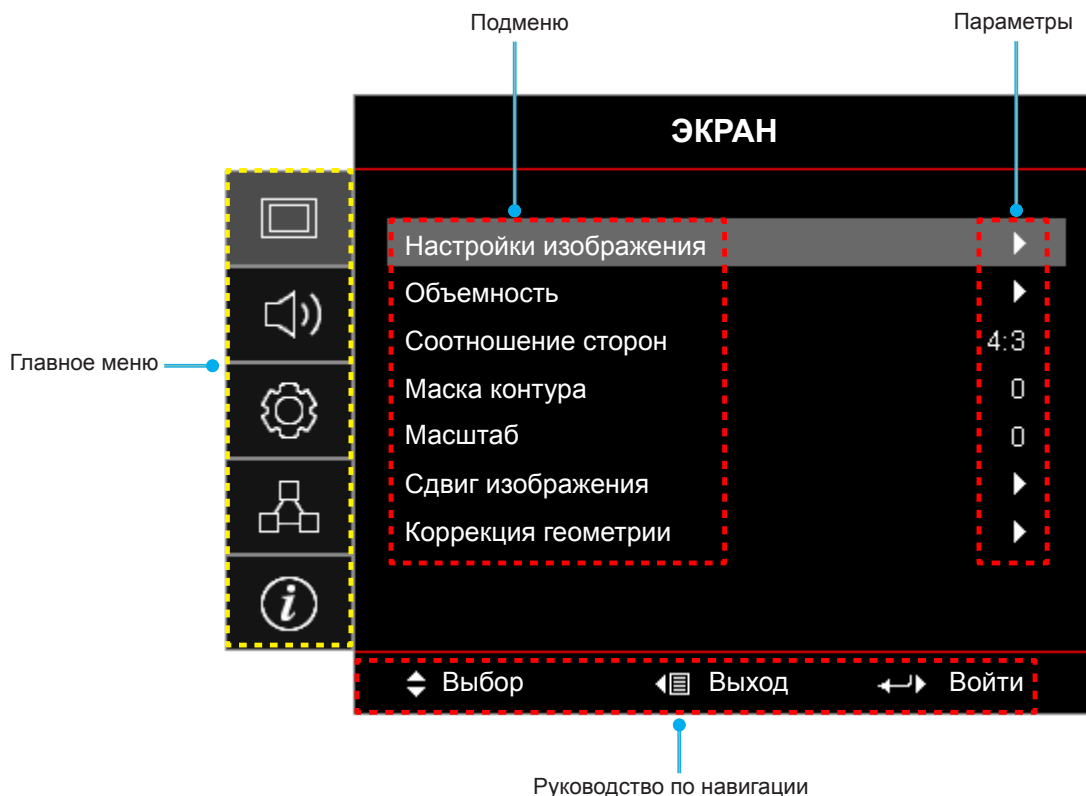 Подменю
Параметры
ЭКРАН
Настройки изображения
Объемность
Соотношение сторон 4:3
Маска контура 0
Масштаб 0
Сдвиг изображения
Коррекция геометрии
Главное меню
i
Выбор Выход Войти
Руководство по навигации